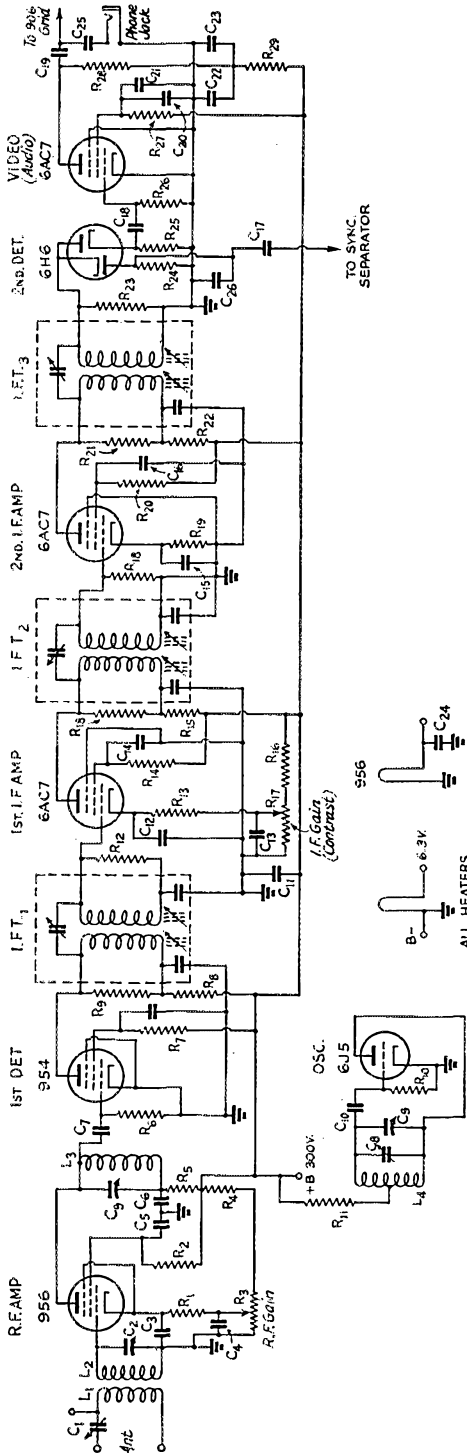 R.F. AMP
956
1ST DET
954
I.F.T.1
1ST. I.F. AMP
6AC7
I.F.T.2
2ND. I.F. AMP
6AC7
I.F.T.3
2ND. DET.
6H6
VIDEO
(Audio)
6AC7
To 906
Grid
Phone
Jack
C1
Ant
L1
L2
C2
C3
R1
C4
R3
R.F. Gain
R2
C5
C6
C9
L3
R5
R4
C7
R6
R7
R9
R8
R12
C12
R13
C13
R14
C14
R17
R16
I.F. Gain
(Contrast)
C11
R15
R15
R18
C15
R19
R20
C16
R21
R22
R23
R24
R25
C26
C18
R26
C17
TO SYNC.
SEPARATOR
R27
C20
C21
C22
C23
R28
R29
C19
C25
+B 300V.
R11
L4
C8
C9
C10
R10
OSC.
6J5
B-
6.3V.
ALL HEATERS
956
C24